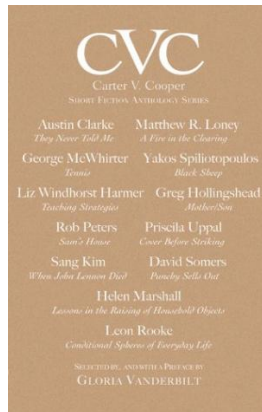 CVC
Carter V. Cooper
Short Fiction Anthology Series
Austin Clarke Matthew R. Loney
They Never Told Me A Fire in the Clearing
George McWhirter Yakos Spiliotopoulos
Tennis Black Sheep
Liz Windhorst Harmer Greg Hollingshead
Teaching Strategies Mother/Son
Rob Peters Priscila Uppal
Sam's House Cover Before Striking
Sang Kim David Somers
When John Lennon Died Punchy Sells Out
Helen Marshall
Lessons in the Raising of Household Objects
Leon Rooke
Conditional Spheres of Everyday Life
Selected by, and with a Preface by
Gloria Vanderbilt